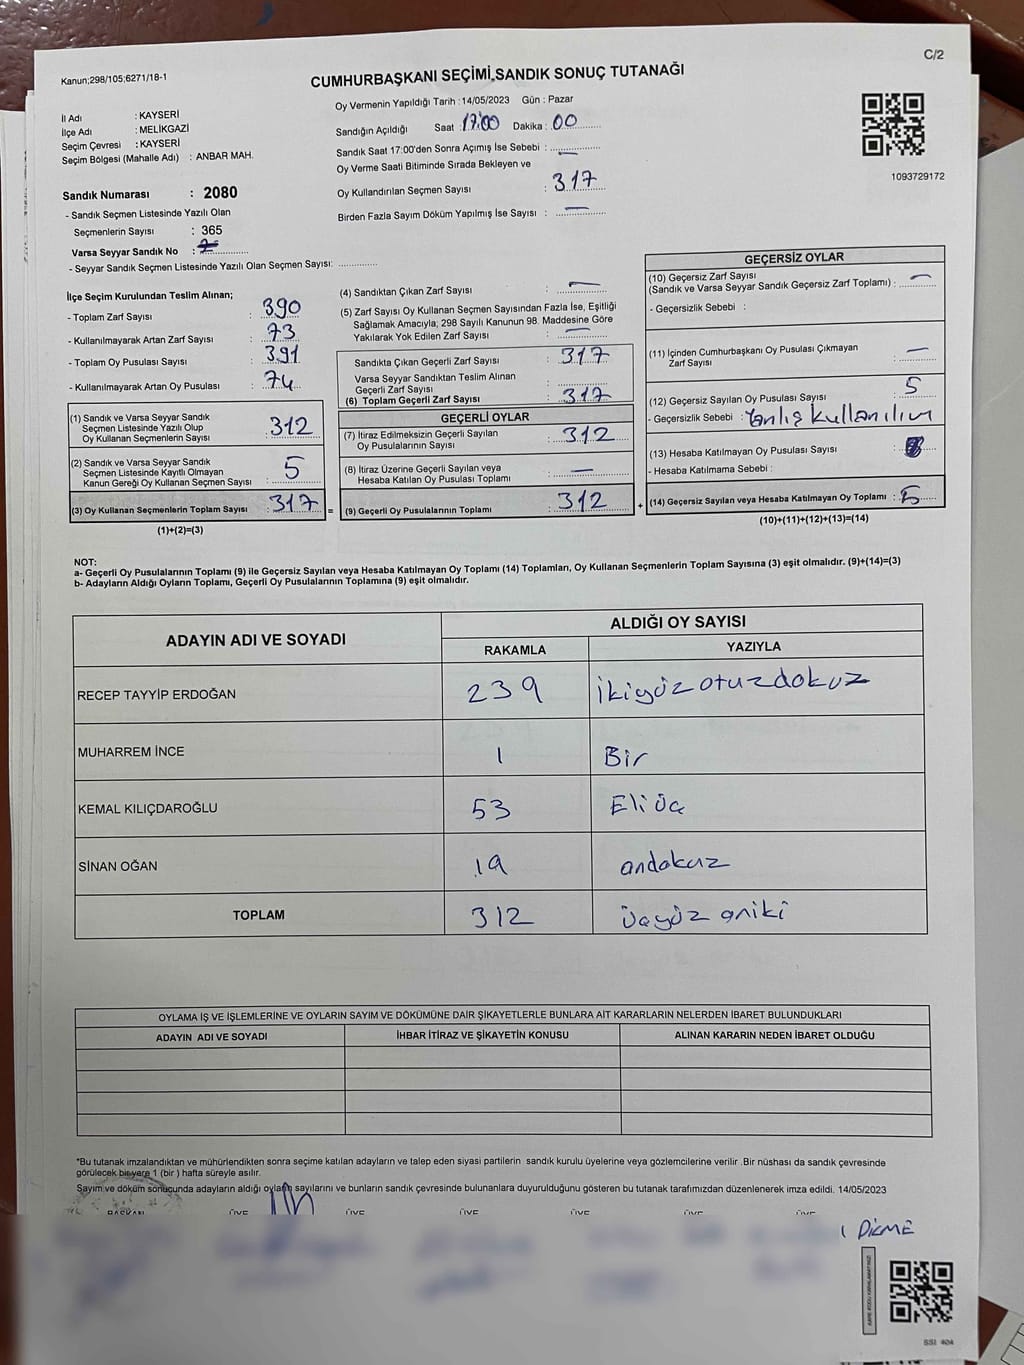 C/2
Kanun;298/105;6271/18-1
CUMHURBAŞKANI SEÇİMİ,SANDIK SONUÇ TUTANAĞI
İl Adı : KAYSERİ
İlçe Adı : MELİKGAZİ
Seçim Çevresi : KAYSERİ
Seçim Bölgesi (Mahalle Adı) : ANBAR MAH.
Oy Vermenin Yapıldığı Tarih : 14/05/2023 Gün : Pazar
Sandığın Açıldığı Saat : 17:00 Dakika : 00
Sandık Saat 17:00'den Sonra Açımış İse Sebebi : —
Oy Verme Saati Bitiminde Sırada Bekleyen ve
Oy Kullandırılan Seçmen Sayısı : 317
Birden Fazla Sayım Döküm Yapılmış İse Sayısı : —
1093729172
Sandık Numarası : 2080
- Sandık Seçmen Listesinde Yazılı Olan
Seçmenlerin Sayısı : 365
Varsa Seyyar Sandık No :
- Seyyar Sandık Seçmen Listesinde Yazılı Olan Seçmen Sayısı:
İlçe Seçim Kurulundan Teslim Alınan;
- Toplam Zarf Sayısı : 390
- Kullanılmayarak Artan Zarf Sayısı : 73
- Toplam Oy Pusulası Sayısı : 391
- Kullanılmayarak Artan Oy Pusulası : 74
(1) Sandık ve Varsa Seyyar Sandık
Seçmen Listesinde Yazılı Olup
Oy Kullanan Seçmenlerin Sayısı : 312
(2) Sandık ve Varsa Seyyar Sandık
Seçmen Listesinde Kayıtlı Olmayan
Kanun Gereği Oy Kullanan Seçmen Sayısı : 5
(3) Oy Kullanan Seçmenlerin Toplam Sayısı : 317 =
(1)+(2)=(3)
(4) Sandıktan Çıkan Zarf Sayısı : —
(5) Zarf Sayısı Oy Kullanan Seçmen Sayısından Fazla İse, Eşitliği
Sağlamak Amacıyla, 298 Sayılı Kanunun 98. Maddesine Göre
Yakılarak Yok Edilen Zarf Sayısı : —
Sandıkta Çıkan Geçerli Zarf Sayısı : 317
Varsa Seyyar Sandıktan Teslim Alınan
Geçerli Zarf Sayısı :
(6) Toplam Geçerli Zarf Sayısı : 317
GEÇERLİ OYLAR
(7) İtiraz Edilmeksizin Geçerli Sayılan
Oy Pusulalarının Sayısı : 312
(8) İtiraz Üzerine Geçerli Sayılan veya
Hesaba Katılan Oy Pusulası Toplamı : —
(9) Geçerli Oy Pusulalarının Toplamı : 312 +
GEÇERSİZ OYLAR
(10) Geçersiz Zarf Sayısı
(Sandık ve Varsa Seyyar Sandık Geçersiz Zarf Toplamı) : —
- Geçersizlik Sebebi :
(11) İçinden Cumhurbaşkanı Oy Pusulası Çıkmayan
Zarf Sayısı : —
(12) Geçersiz Sayılan Oy Pusulası Sayısı : 5
- Geçersizlik Sebebi : Yanlış kullanılım
(13) Hesaba Katılmayan Oy Pusulası Sayısı :
- Hesaba Katılmama Sebebi :
(14) Geçersiz Sayılan veya Hesaba Katılmayan Oy Toplamı : 5
(10)+(11)+(12)+(13)=(14)
NOT:
a- Geçerli Oy Pusulalarının Toplamı (9) ile Geçersiz Sayılan veya Hesaba Katılmayan Oy Toplamı (14) Toplamları, Oy Kullanan Seçmenlerin Toplam Sayısına (3) eşit olmalıdır. (9)+(14)=(3)
b- Adayların Aldığı Oyların Toplamı, Geçerli Oy Pusulalarının Toplamına (9) eşit olmalıdır.
ADAYIN ADI VE SOYADI
ALDIĞI OY SAYISI
RAKAMLA YAZIYLA
RECEP TAYYİP ERDOĞAN 239 ikiyüzotuzdokuz
MUHARREM İNCE 1 Bir
KEMAL KILIÇDAROĞLU 53 Eli üç
SİNAN OĞAN 19 ondokuz
TOPLAM 312 üçyüz oniki
OYLAMA İŞ VE İŞLEMLERİNE VE OYLARIN SAYIM VE DÖKÜMÜNE DAİR ŞİKAYETLERLE BUNLARA AİT KARARLARIN NELERDEN İBARET BULUNDUKLARI
ADAYIN ADI VE SOYADI İHBAR İTİRAZ VE ŞİKAYETİN KONUSU ALINAN KARARIN NEDEN İBARET OLDUĞU
*Bu tutanak imzalandıktan ve mühürlendikten sonra seçime katılan adayların ve talep eden siyasi partilerin sandık kurulu üyelerine veya gözlemcilerine verilir .Bir nüshası da sandık çevresinde
görülecek bir yere 1 (bir ) hafta süreyle asılır.
Sayım ve döküm sonucunda adayların aldığı oyların sayılarını ve bunların sandık çevresinde bulunanlara duyurulduğunu gösteren bu tutanak tarafımızdan düzenlenerek imza edildi. 14/05/2023
BAŞKAN ÜYE ÜYE ÜYE ÜYE ÜYE ÜYE
SS1 404